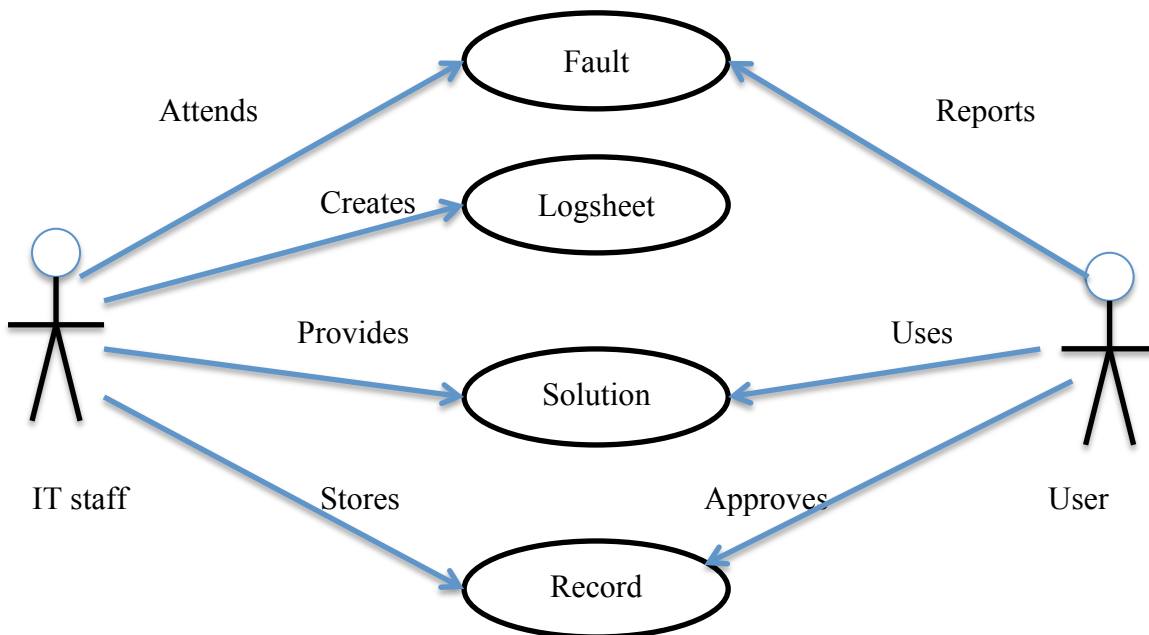 Fault
Attends
Reports
Creates
Logsheet
Provides
Uses
Solution
IT staff
Stores
Approves
User
Record